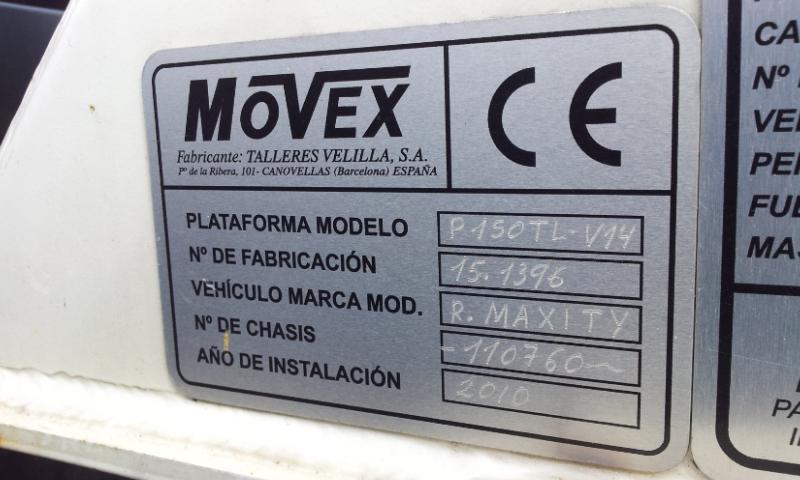 MOVEX
Fabricante: TALLERES VELILLA, S.A.
Pº de la Ribera, 101- CANOVELLAS (Barcelona) ESPAÑA
CE
PLATAFORMA MODELO P.150TL-V14
Nº DE FABRICACIÓN 15.1396
VEHÍCULO MARCA MOD. R. MAXITY
Nº DE CHASIS -110760~
AÑO DE INSTALACIÓN 2010
CA
Nº
VE
PE
FU
MA
PA